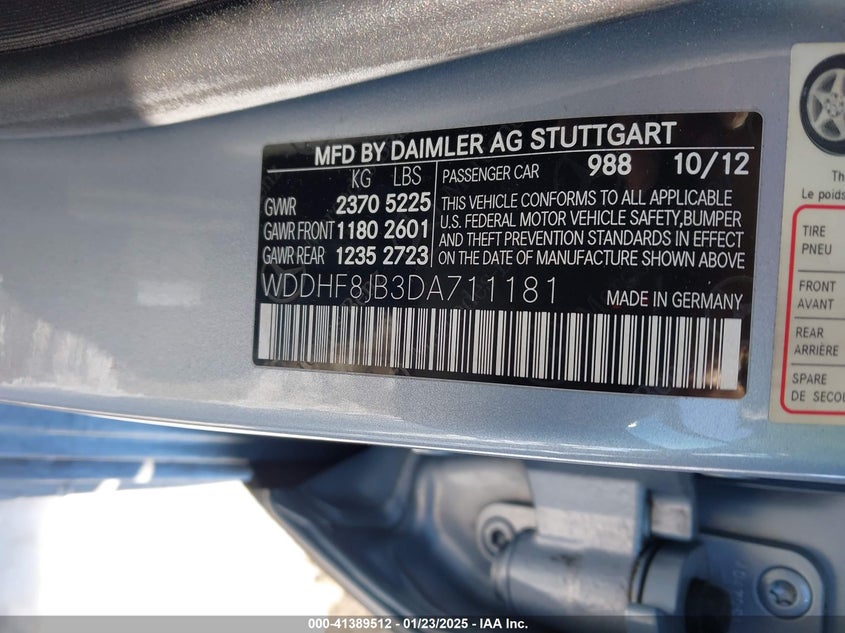 MFD BY DAIMLER AG STUTTGART
KG LBS
GVWR 2370 5225
GAWR FRONT 1180 2601
GAWR REAR 1235 2723
PASSENGER CAR 988 10/12
THIS VEHICLE CONFORMS TO ALL APPLICABLE
U.S. FEDERAL MOTOR VEHICLE SAFETY,BUMPER
AND THEFT PREVENTION STANDARDS IN EFFECT
ON THE DATE OF MANUFACTURE SHOWN ABOVE
WDDHF8JB3DA711181
MADE IN GERMANY
Le poids
TIRE
PNEU
FRONT
AVANT
REAR
ARRIÈRE
SPARE
DE
000-41389512 - 01/23/2025 - IAA Inc.